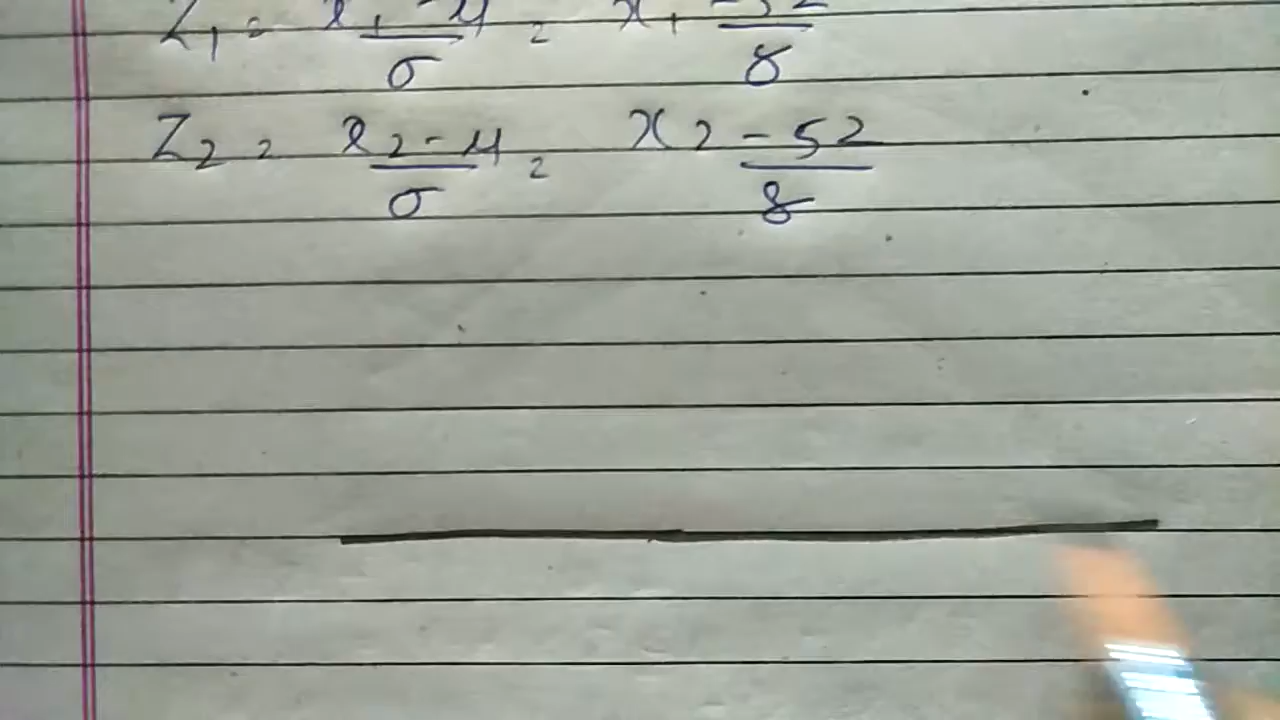 Z₁ = x₁-μ/σ = x₁-52/8
Z₂ = x₂-μ/σ = x₂-52/8